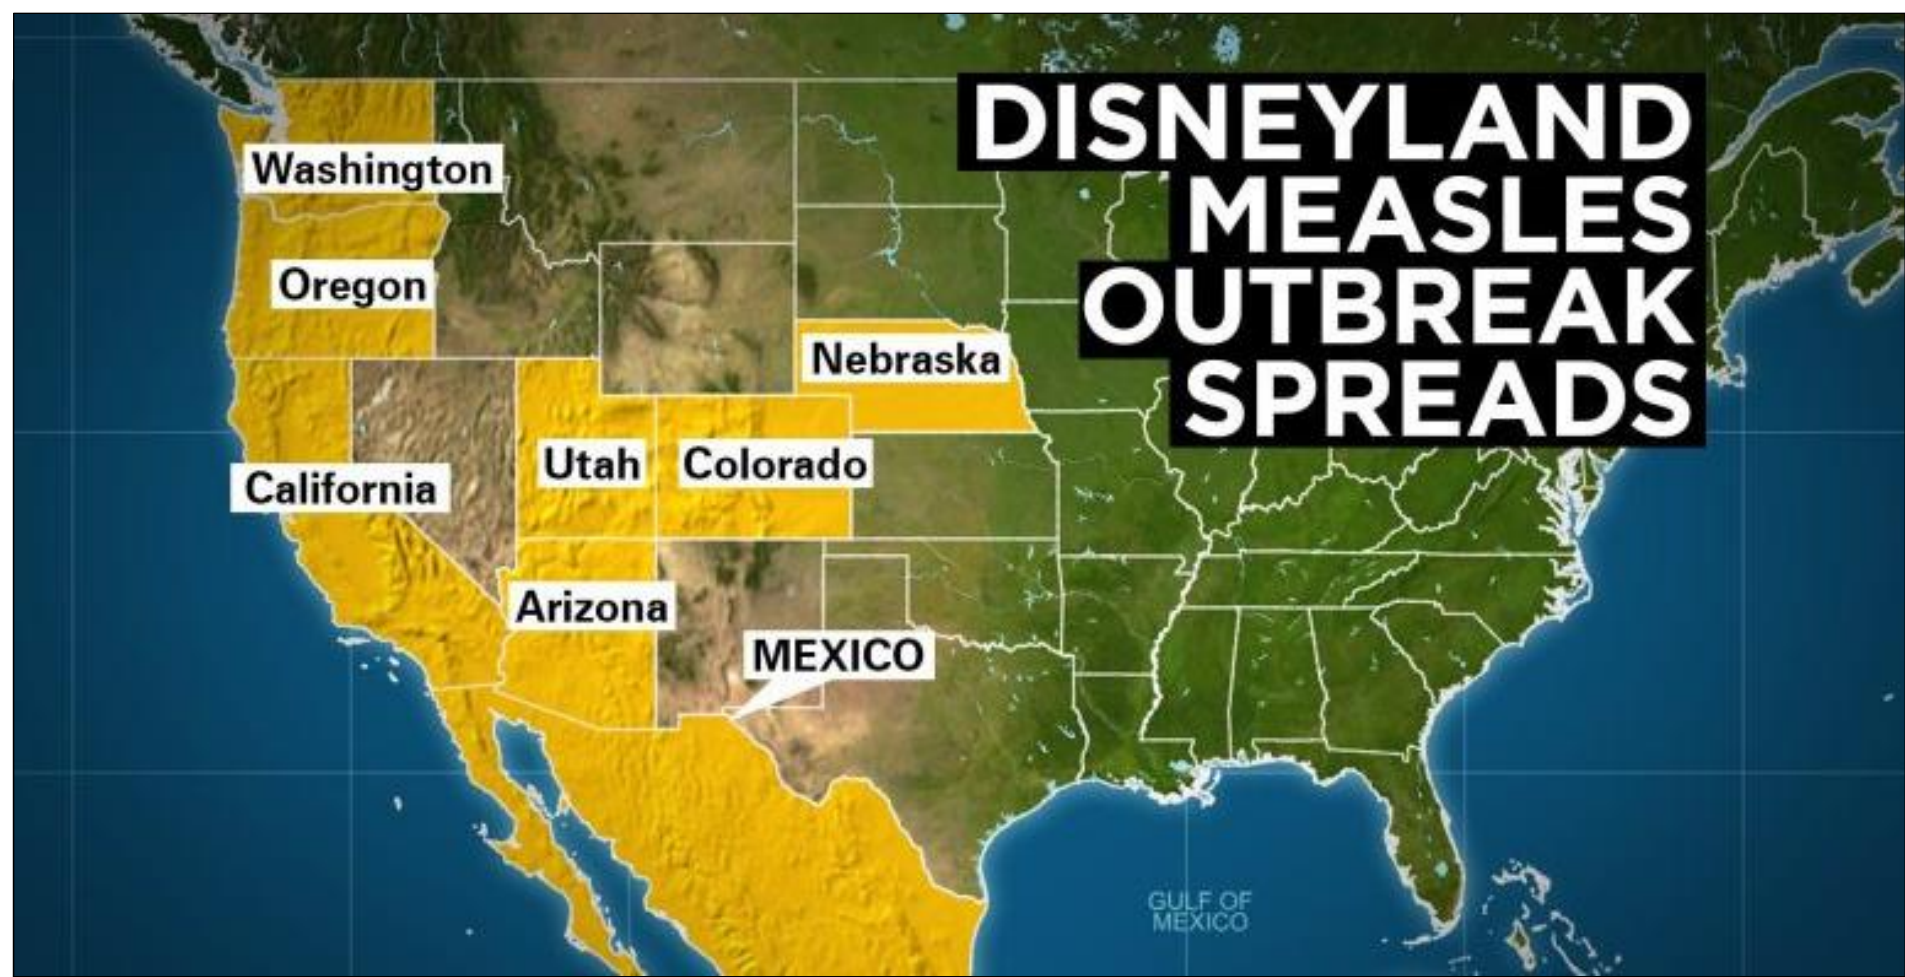 DISNEYLAND
MEASLES
OUTBREAK
SPREADS
Washington
Oregon
Nebraska
California
Utah
Colorado
Arizona
MEXICO
GULF OF
MEXICO